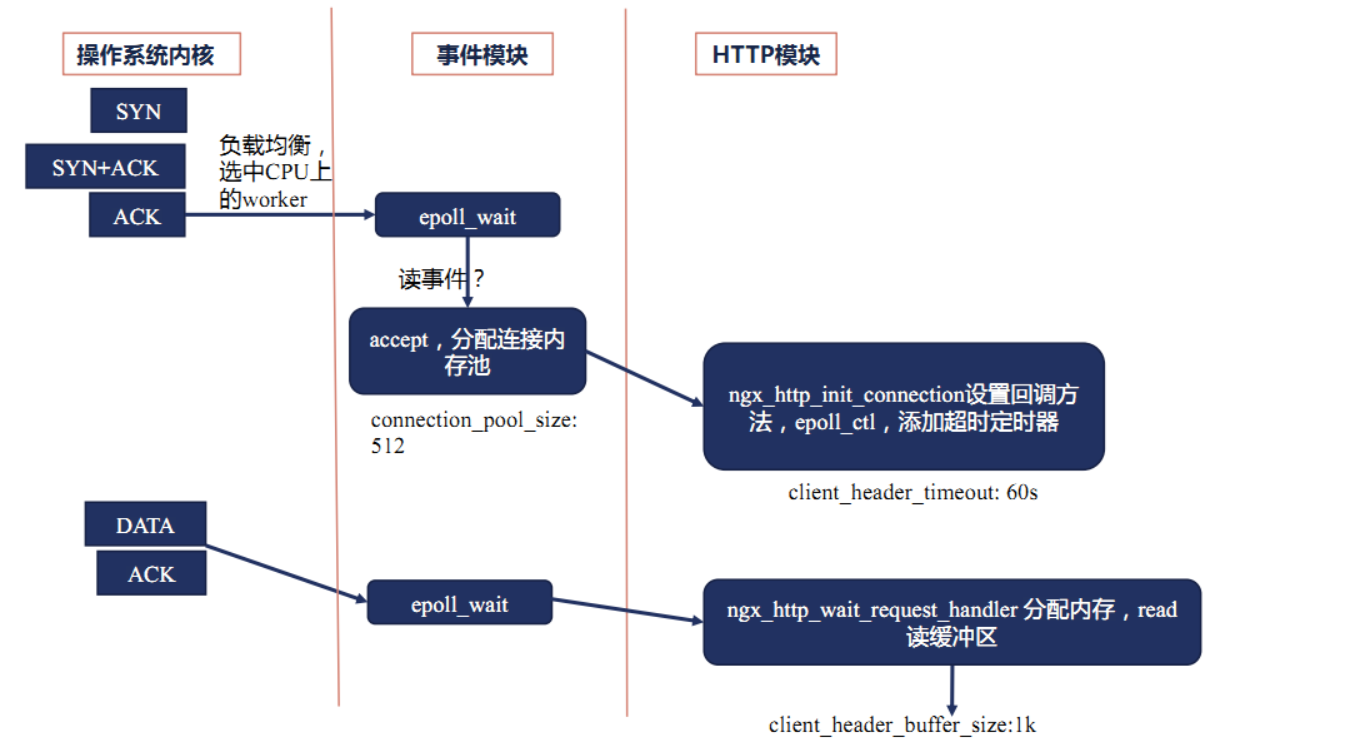 操作系统内核
事件模块
HTTP模块
SYN
SYN+ACK
ACK
负载均衡，
选中CPU上
的worker
epoll_wait
读事件？
accept，分配连接内
存池
connection_pool_size:
512
ngx_http_init_connection设置回调方
法，epoll_ctl，添加超时定时器
client_header_timeout: 60s
DATA
ACK
epoll_wait
ngx_http_wait_request_handler 分配内存，read
读缓冲区
client_header_buffer_size:1k